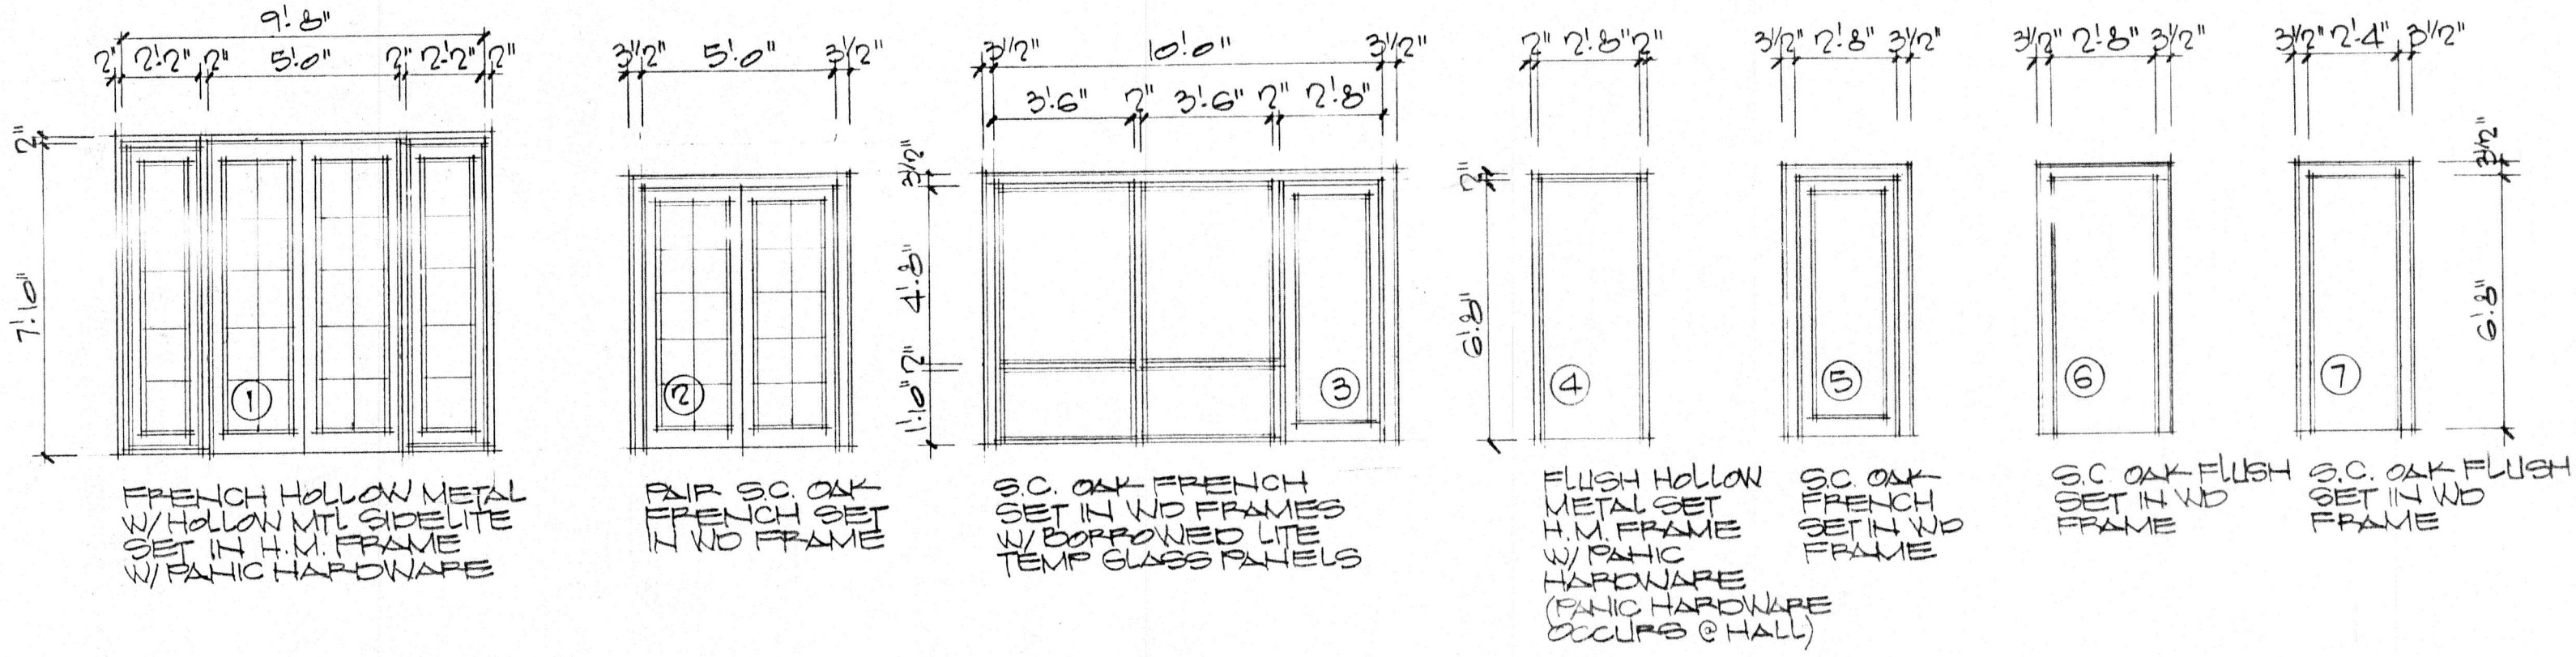 9'.8"
2" 2'.2" 2" 5'.0" 2" 2'.2" 2"
2"
7'.10"
1
FRENCH HOLLOW METAL
W/HOLLOW MTL SIDELITE
SET IN H.M. FRAME
W/PANIC HARDWARE
3½" 5'.0" 3½"
2
PAIR S.C. OAK
FRENCH SET
IN WD FRAME
3½" 10'.0" 3½"
3'.6" 2" 3'.6" 2" 2'.8"
3½"
4'.8"
2"
1'.10"
3
S.C. OAK FRENCH
SET IN WD FRAMES
W/BORROWED LITE
TEMP GLASS PANELS
2" 2'.8" 2"
2"
6'.8"
4
FLUSH HOLLOW
METAL SET
H.M. FRAME
W/ PANIC
HARDWARE
(PANIC HARDWARE
OCCURS @ HALL)
3½" 2'.8" 3½"
5
S.C. OAK
FRENCH
SET IN WD
FRAME
3½" 2'.8" 3½"
6
S.C OAK FLUSH
SET IN WD
FRAME
3½" 2'-4" 3½"
3½"
6'.8"
7
S.C. OAK FLUSH
SET IN WD
FRAME